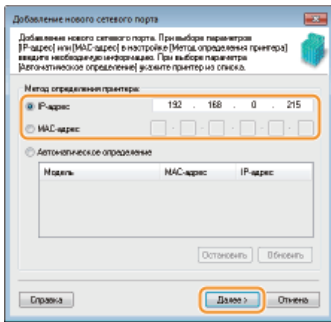 Добавление нового сетевого порта
Добавление нового сетевого порта. При выборе параметров
[IP-адрес] или [MAC-адрес] в настройке [Метод определения принтера]
введите необходимую информацию. При выборе параметра
[Автоматическое определение] укажите принтер из списка.
Метод определения принтера:
IP-адрес 192 . 168 . 0 . 215
MAC-адрес - - - - -
Автоматическое определение
Модель MAC-адрес IP-адрес
Остановить Обновить
Справка Далее > Отмена